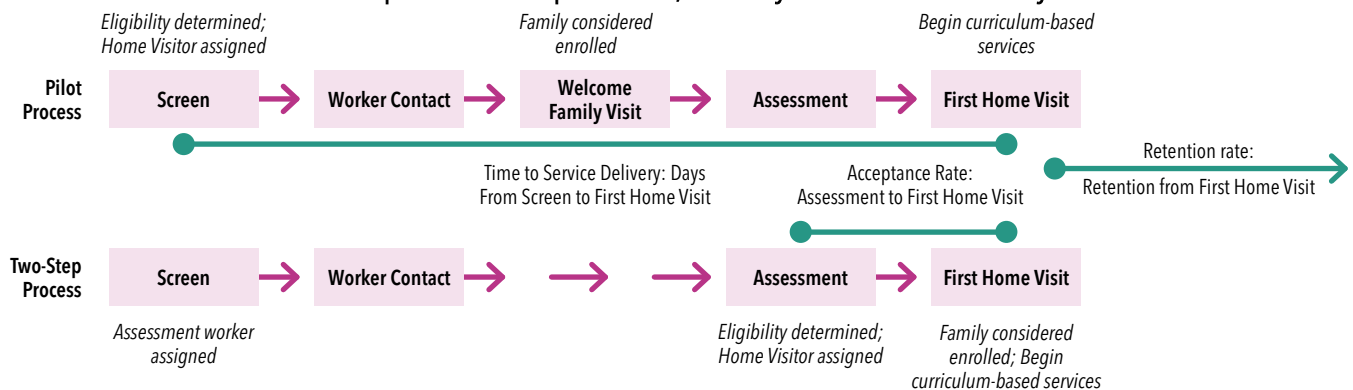 Eligibility determined;
Home Visitor assigned
Family considered
enrolled
Begin curriculum-based
services
Pilot
Process
Screen
Worker Contact
Welcome
Family Visit
Assessment
First Home Visit
Time to Service Delivery: Days
From Screen to First Home Visit
Acceptance Rate:
Assessment to First Home Visit
Retention rate:
Retention from First Home Visit
Two-Step
Process
Screen
Worker Contact
Assessment
First Home Visit
Assessment worker
assigned
Eligibility determined;
Home Visitor assigned
Family considered
enrolled; Begin
curriculum-based services